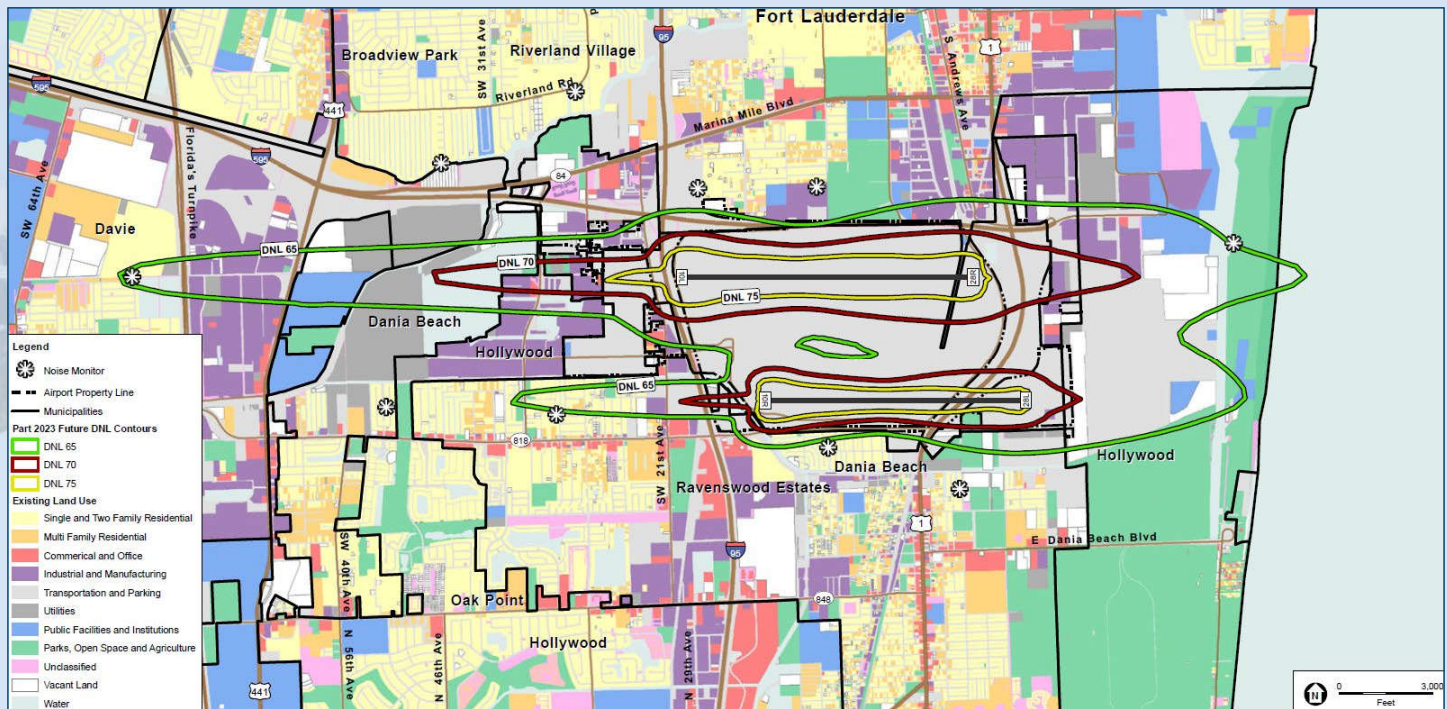 Fort Lauderdale
Broadview Park
Riverland Village
SW 31st Ave
95
1
S Andrews Ave
595
441
Riverland Rd
Marina Mile Blvd
595
Florida's Turnpike
SW 64th Ave
84
Davie
DNL 65
DNL 70
10L
28R
DNL 75
Dania Beach
Hollywood
DNL 65
10R
28L
818
SW 21st Ave
Dania Beach
Hollywood
Ravenswood Estates
1
E Dania Beach Blvd
95
SW 40th Ave
Oak Point
848
Hollywood
N 56th Ave
N 46th Ave
N 29th Ave
441
Legend
Noise Monitor
Airport Property Line
Municipalities
Part 2023 Future DNL Contours
DNL 65
DNL 70
DNL 75
Existing Land Use
Single and Two Family Residential
Multi Family Residential
Commerical and Office
Industrial and Manufacturing
Transportation and Parking
Utilities
Public Facilities and Institutions
Parks, Open Space and Agriculture
Unclassified
Vacant Land
Water
N
0 3,000
Feet